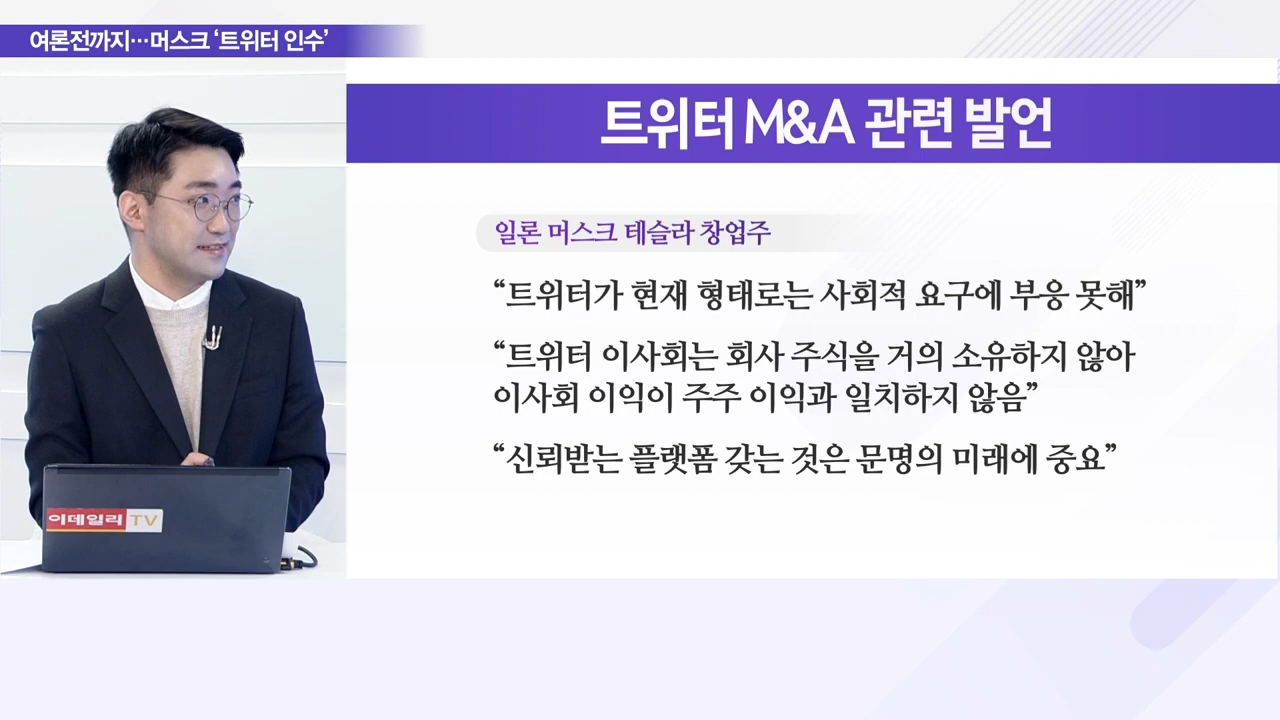 여론전까지…머스크 ‘트위터 인수’
트위터 M&A 관련 발언
일론 머스크 테슬라 창업주
“트위터가 현재 형태로는 사회적 요구에 부응 못해”
“트위터 이사회는 회사 주식을 거의 소유하지 않아
이사회 이익이 주주 이익과 일치하지 않음”
“신뢰받는 플랫폼 갖는 것은 문명의 미래에 중요”
이데일리 TV